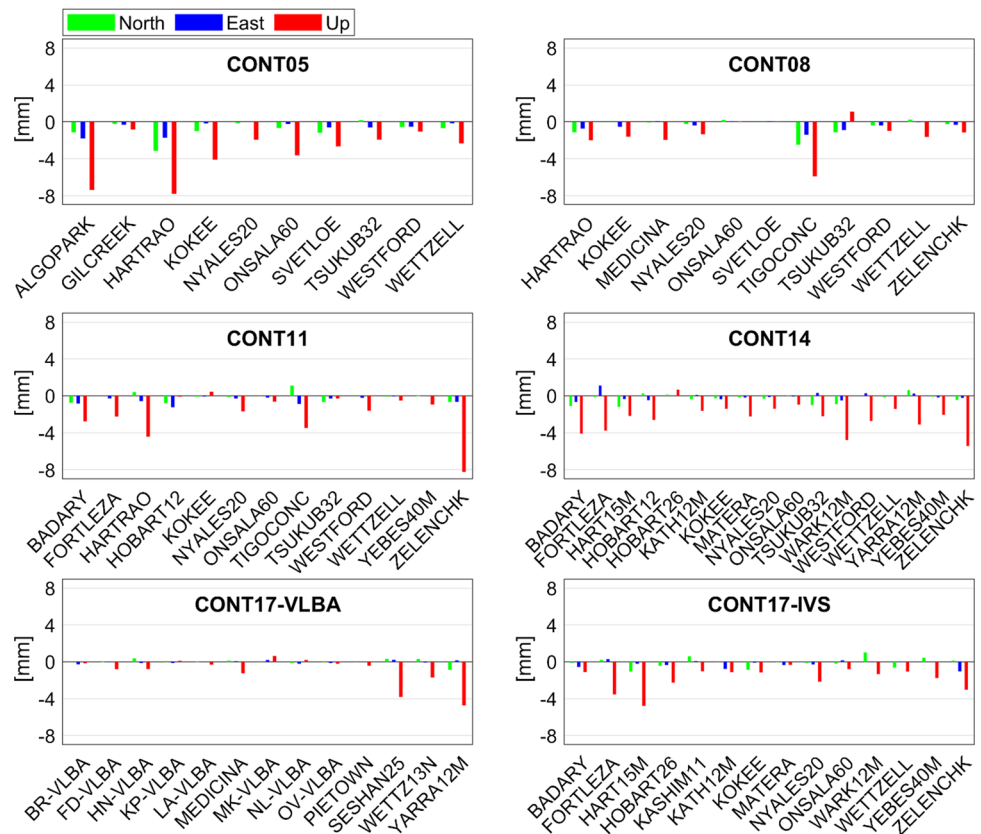 North East Up
CONT05
[mm]
8
4
0
-4
-8
ALGOPARK
GILCREEK
HARTRAO
KOKEE
NYALES20
ONSALA60
SVETLOE
TSUKUB32
WESTFORD
WETTZELL
CONT08
[mm]
8
4
0
-4
-8
HARTRAO
KOKEE
MEDICINA
NYALES20
ONSALA60
SVETLOE
TIGOCONC
TSUKUB32
WESTFORD
WETTZELL
ZELENCHK
CONT11
[mm]
8
4
0
-4
-8
BADARY
FORTLEZA
HARTRAO
HOBART12
KOKEE
NYALES20
ONSALA60
TIGOCONC
TSUKUB32
WESTFORD
WETTZELL
YEBES40M
ZELENCHK
CONT14
[mm]
8
4
0
-4
-8
BADARY
FORTLEZA
HART15M
HOBART12
HOBART26
KATH12M
KOKEE
MATERA
NYALES20
ONSALA60
TSUKUB32
WARK12M
WESTFORD
WETTZELL
YARRA12M
YEBES40M
ZELENCHK
CONT17-VLBA
[mm]
8
4
0
-4
-8
BR-VLBA
FD-VLBA
HN-VLBA
KP-VLBA
LA-VLBA
MEDICINA
MK-VLBA
NL-VLBA
OV-VLBA
PIETOWN
SESHAN25
WETTZ13N
YARRA12M
CONT17-IVS
[mm]
8
4
0
-4
-8
BADARY
FORTLEZA
HART15M
HOBART26
KASHIM11
KATH12M
KOKEE
MATERA
NYALES20
ONSALA60
WARK12M
WETTZELL
YEBES40M
ZELENCHK